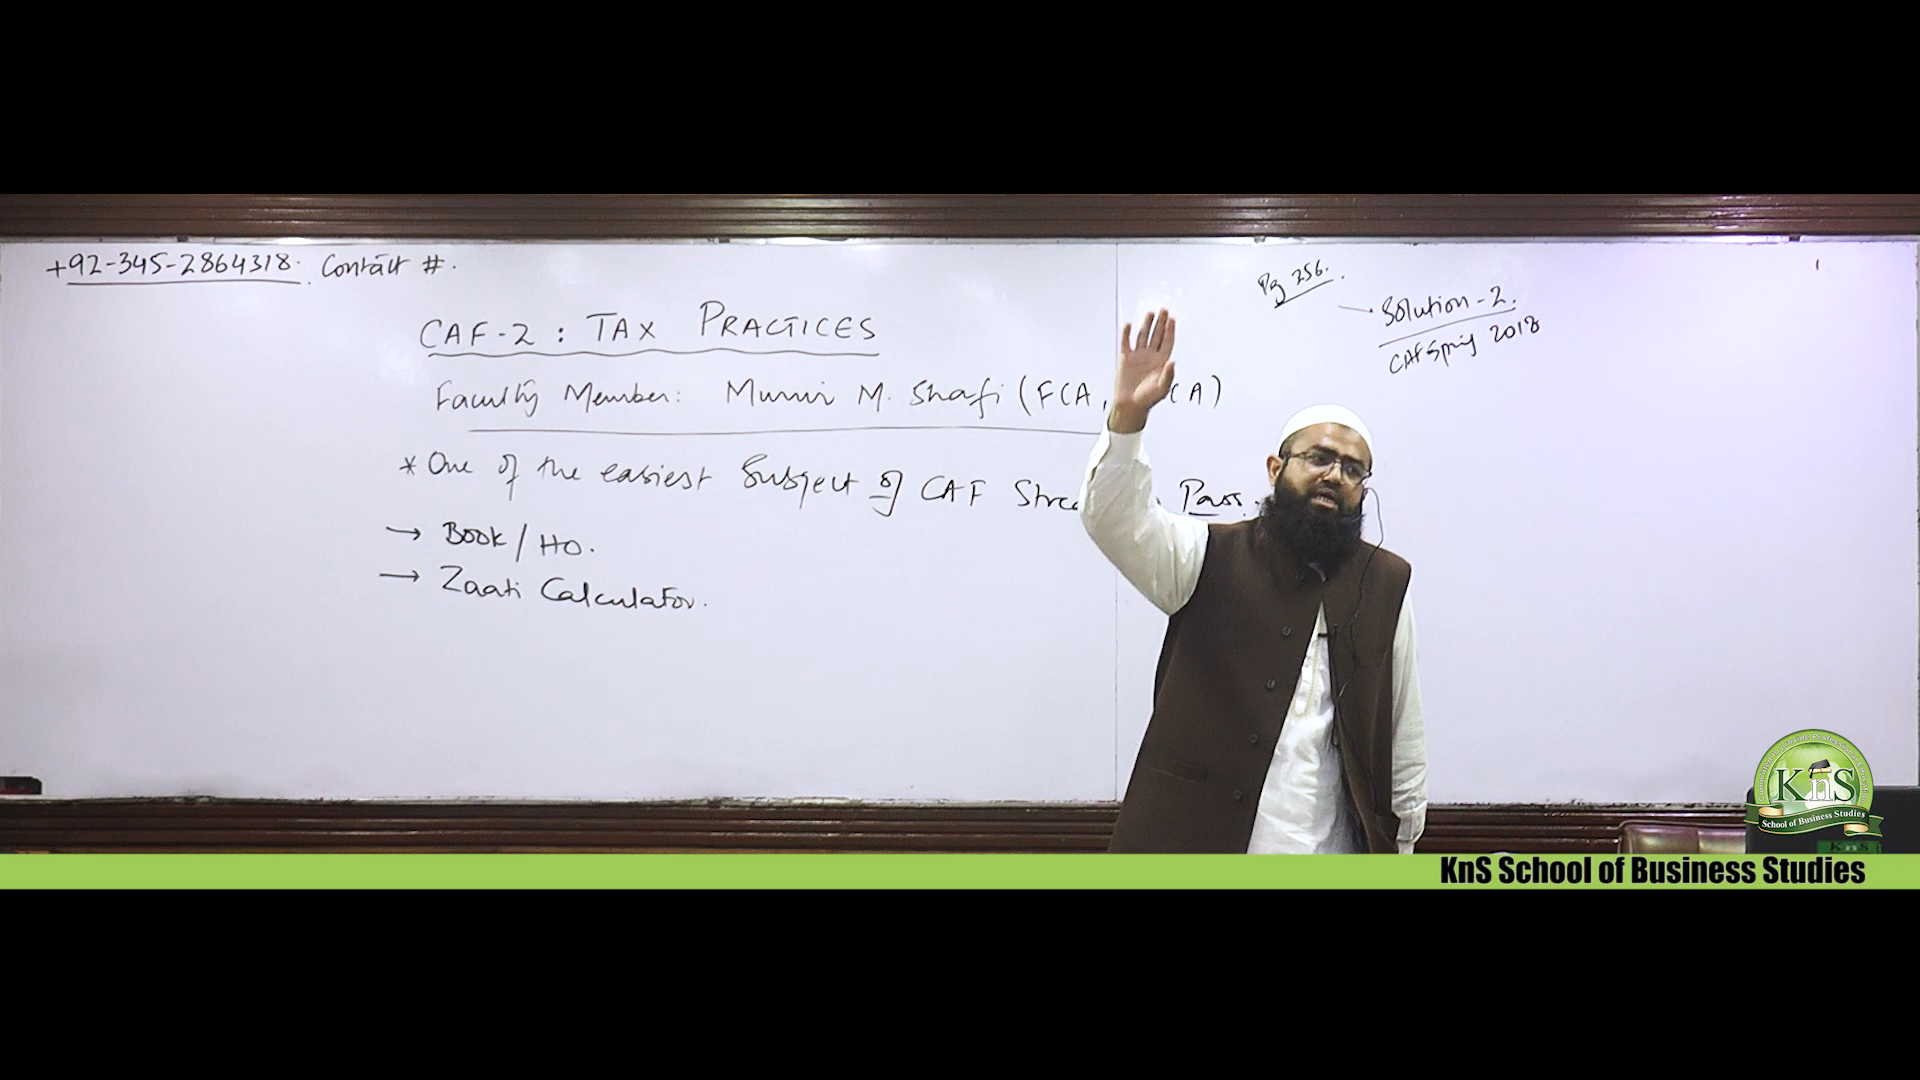 +92-345-2864318. Contact #.
CAF-2 : TAX PRACTICES
Faculty Member: Munir M. Shafi (FCA, CA)
* One of the easiest Subject of CAF Pass.
→ Book / HO.
→ Zaati Calculator.
Pg 256.
Solution-2.
CAF Spring 2018
KnS
School of Business Studies
KnS School of Business Studies